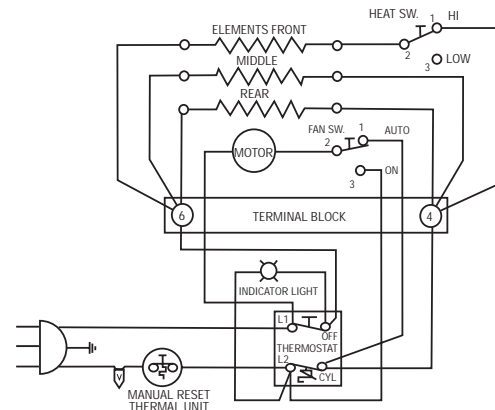 HEAT SW. 1 HI
ELEMENTS FRONT
2
MIDDLE
3 LOW
REAR
FAN SW. 1 AUTO
2
MOTOR
ON
3
6 TERMINAL BLOCK 4
INDICATOR LIGHT
L1
OFF
THERMOSTAT
L2
CYL
V
MANUAL RESET
THERMAL UNIT